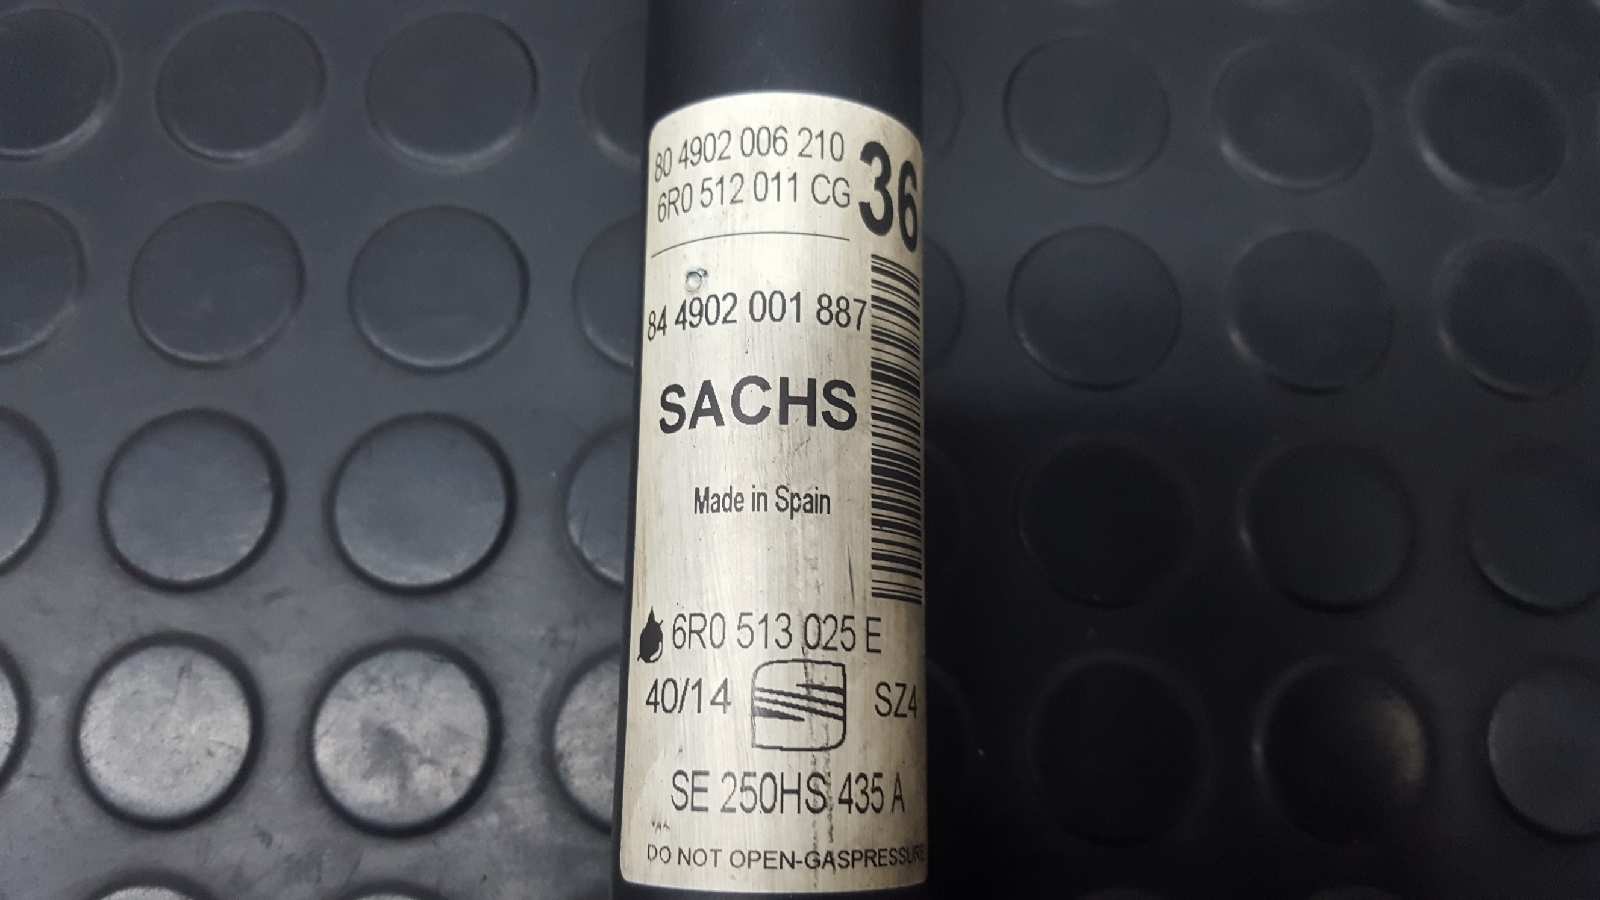 80 4902 006 210
6R0 512 011 CG
36
84 4902 001 887
SACHS
Made in Spain
6R0 513 025 E
40/14
SZ4
SE 250HS 435 A
DO NOT OPEN-GASPRESSURE